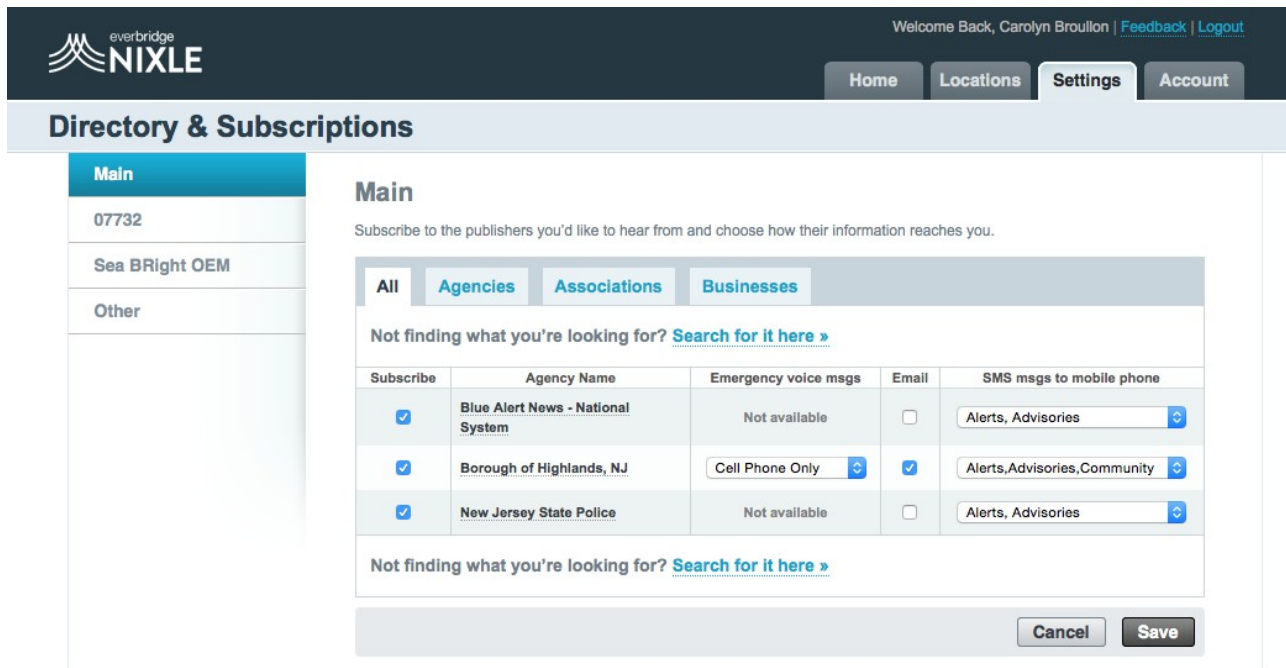 everbridge
NIXLE
Welcome Back, Carolyn Broullon | Feedback | Logout
Home Locations Settings Account
Directory & Subscriptions
Main
07732
Sea BRight OEM
Other
Main
Subscribe to the publishers you'd like to hear from and choose how their information reaches you.
All Agencies Associations Businesses
Not finding what you're looking for? Search for it here »
Subscribe Agency Name Emergency voice msgs Email SMS msgs to mobile phone
Blue Alert News - National
System
Not available Alerts, Advisories
Borough of Highlands, NJ Cell Phone Only Alerts,Advisories,Community
New Jersey State Police Not available Alerts, Advisories
Not finding what you're looking for? Search for it here »
Cancel Save